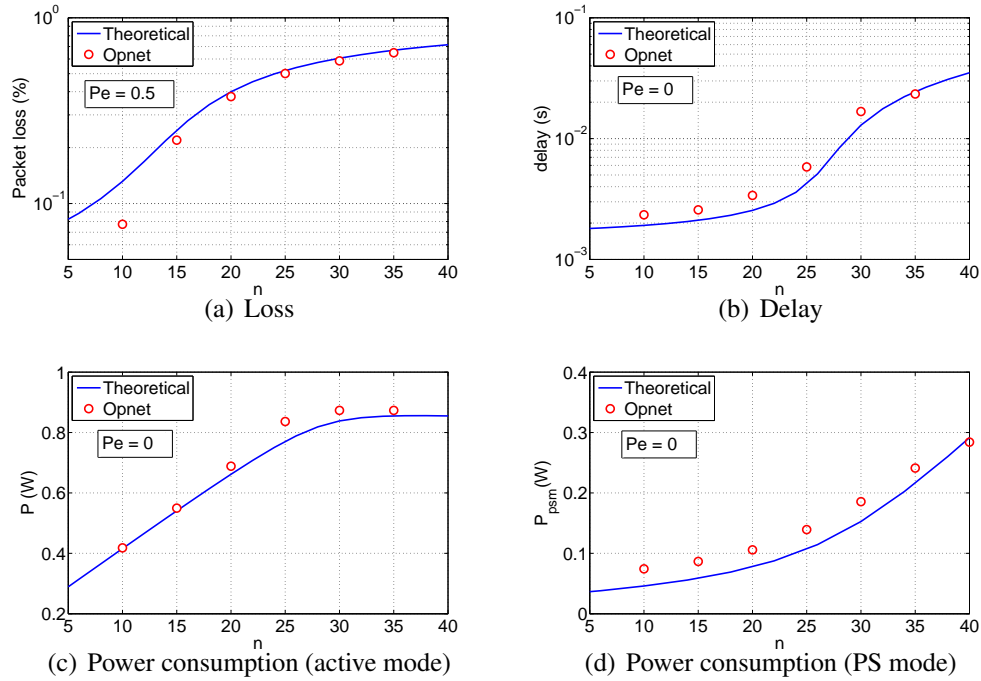 10^0
Theoretical
Opnet
Pe = 0.5
Packet loss (%)
10^-1
5 10 15 20 25 30 35 40
n
(a) Loss
10^-1
Theoretical
Opnet
Pe = 0
delay (s)
10^-2
10^-3
5 10 15 20 25 30 35 40
n
(b) Delay
1
Theoretical
Opnet
0.8
Pe = 0
P (W)
0.6
0.4
0.2
5 10 15 20 25 30 35 40
n
(c) Power consumption (active mode)
0.4
Theoretical
Opnet
0.3
Pe = 0
P_psm(W)
0.2
0.1
0
5 10 15 20 25 30 35 40
n
(d) Power consumption (PS mode)